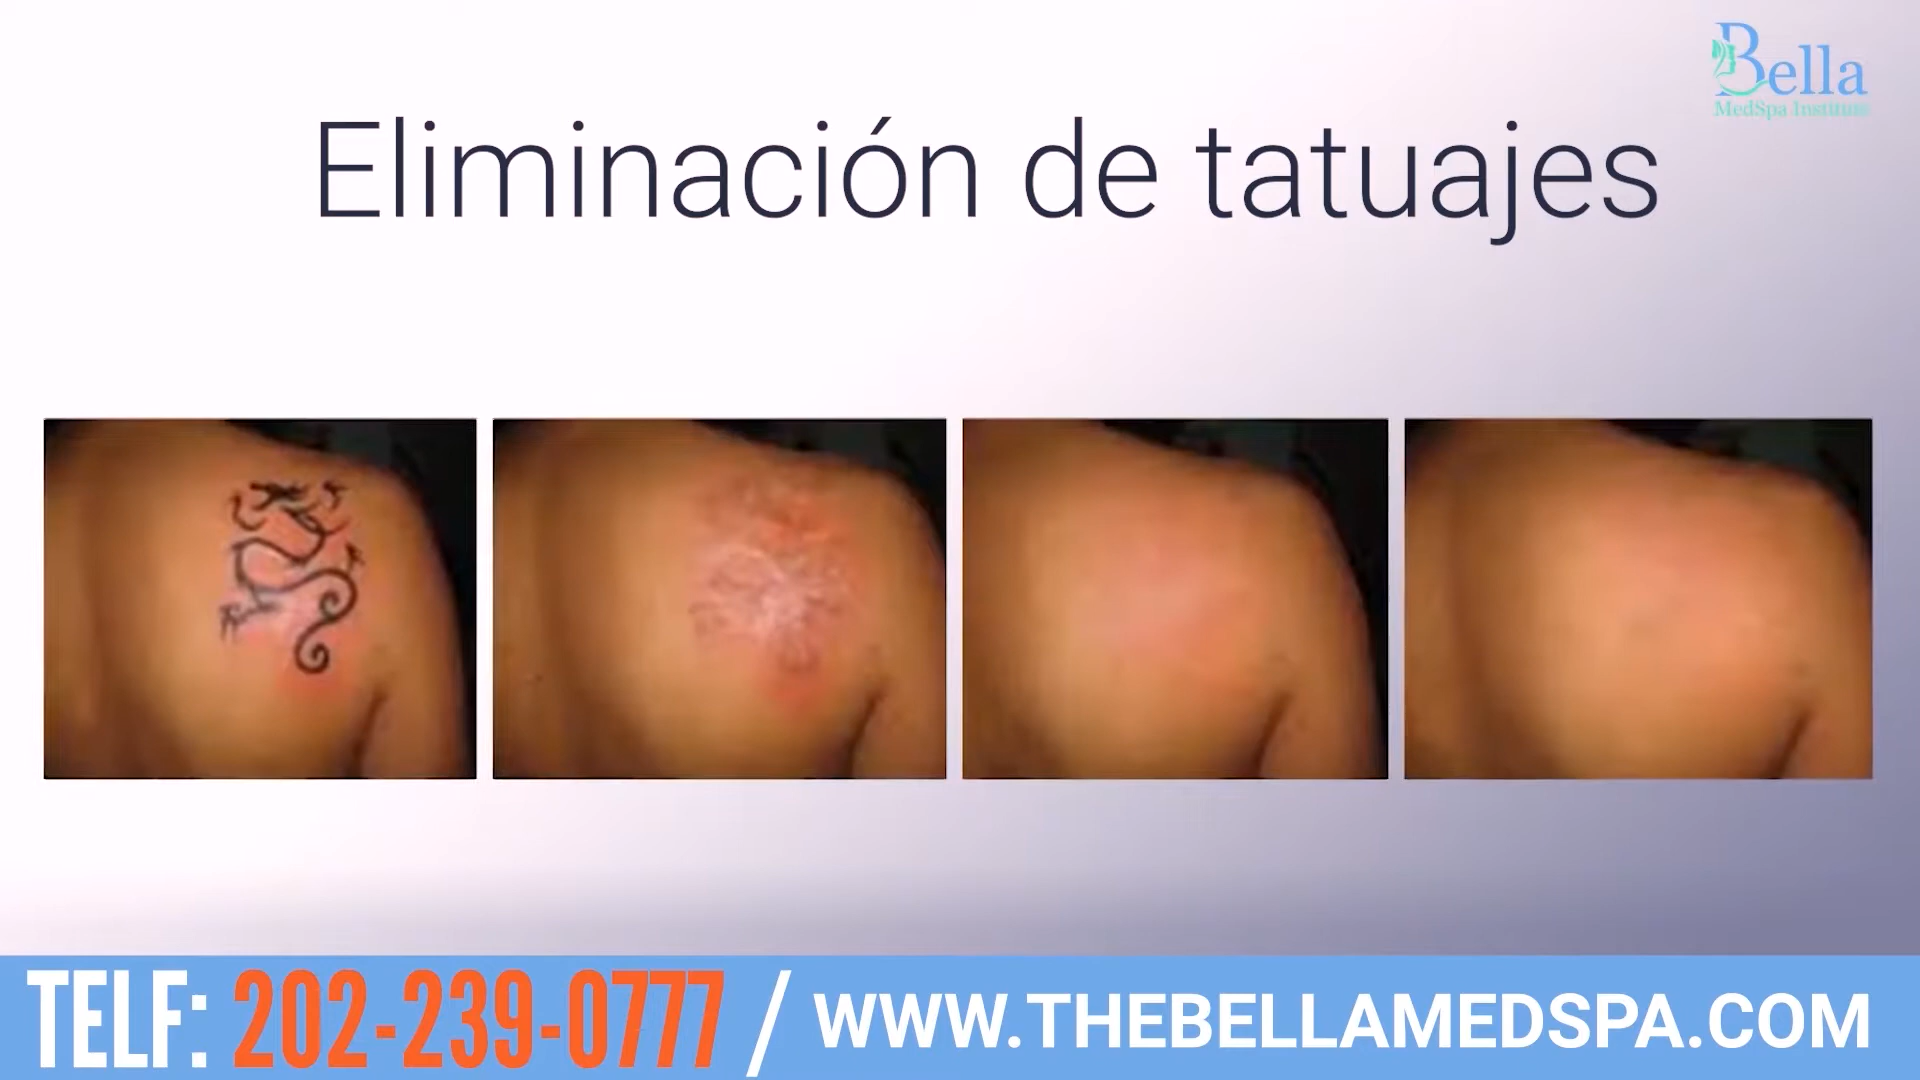 Bella
MedSpa Institute
Eliminación de tatuajes
TELF: 202-239-0777 / WWW.THEBELLAMEDSPA.COM